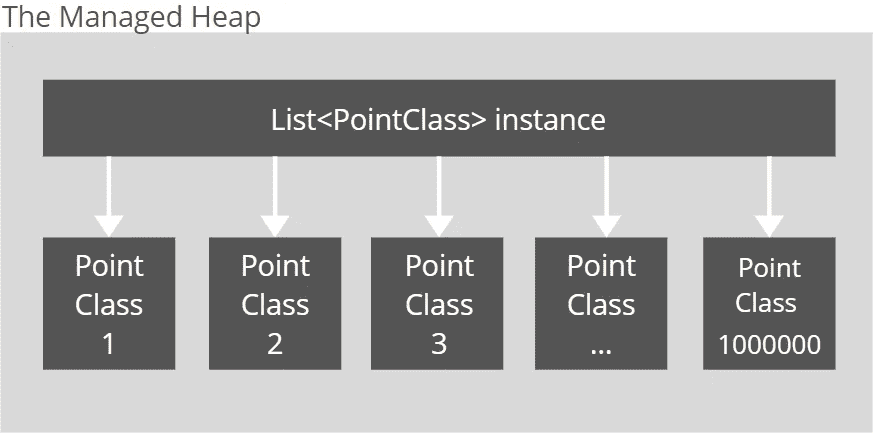 The Managed Heap
List<PointClass> instance
Point
Class
1
Point
Class
2
Point
Class
3
Point
Class
...
Point
Class
1000000